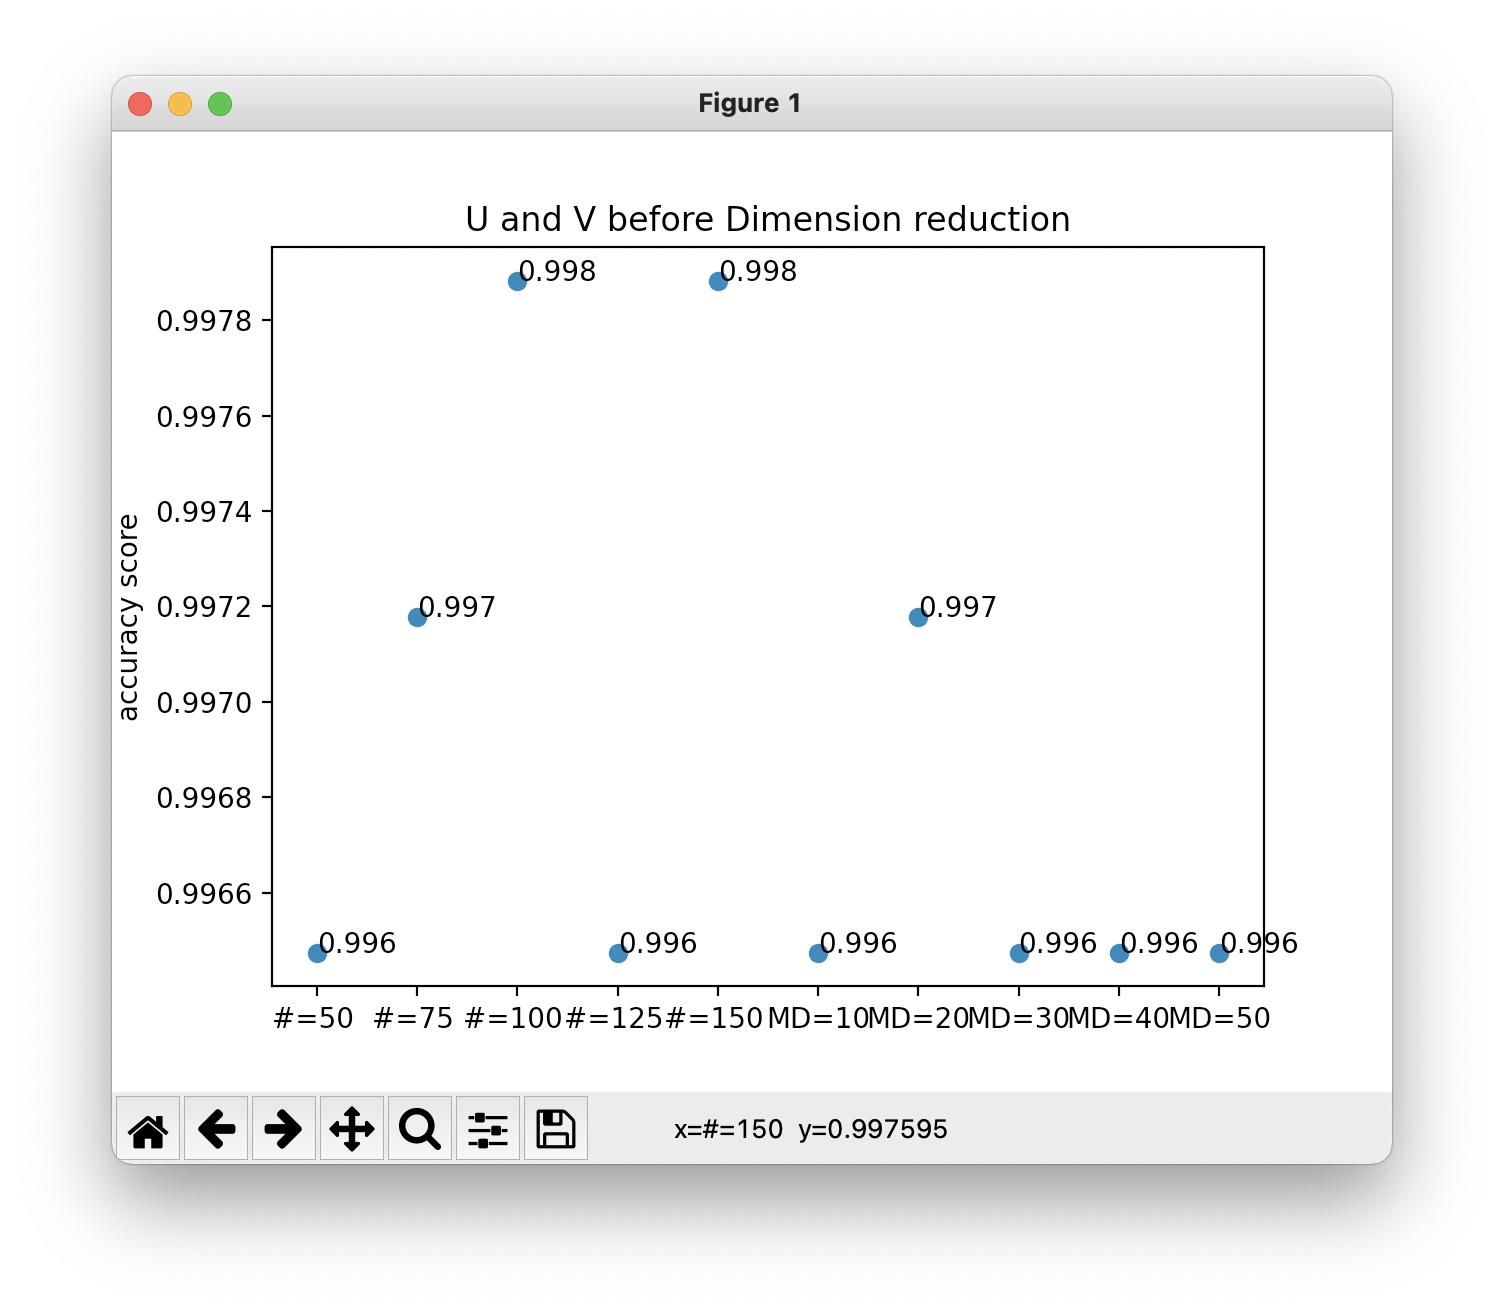 Figure 1
U and V before Dimension reduction
accuracy score
0.9978
0.9976
0.9974
0.9972
0.9970
0.9968
0.9966
0.998 0.998
0.997 0.997
0.996 0.996 0.996 0.996 0.996 0.996
#=50 #=75 #=100 #=125 #=150 MD=10 MD=20 MD=30 MD=40 MD=50
x=#=150 y=0.997595